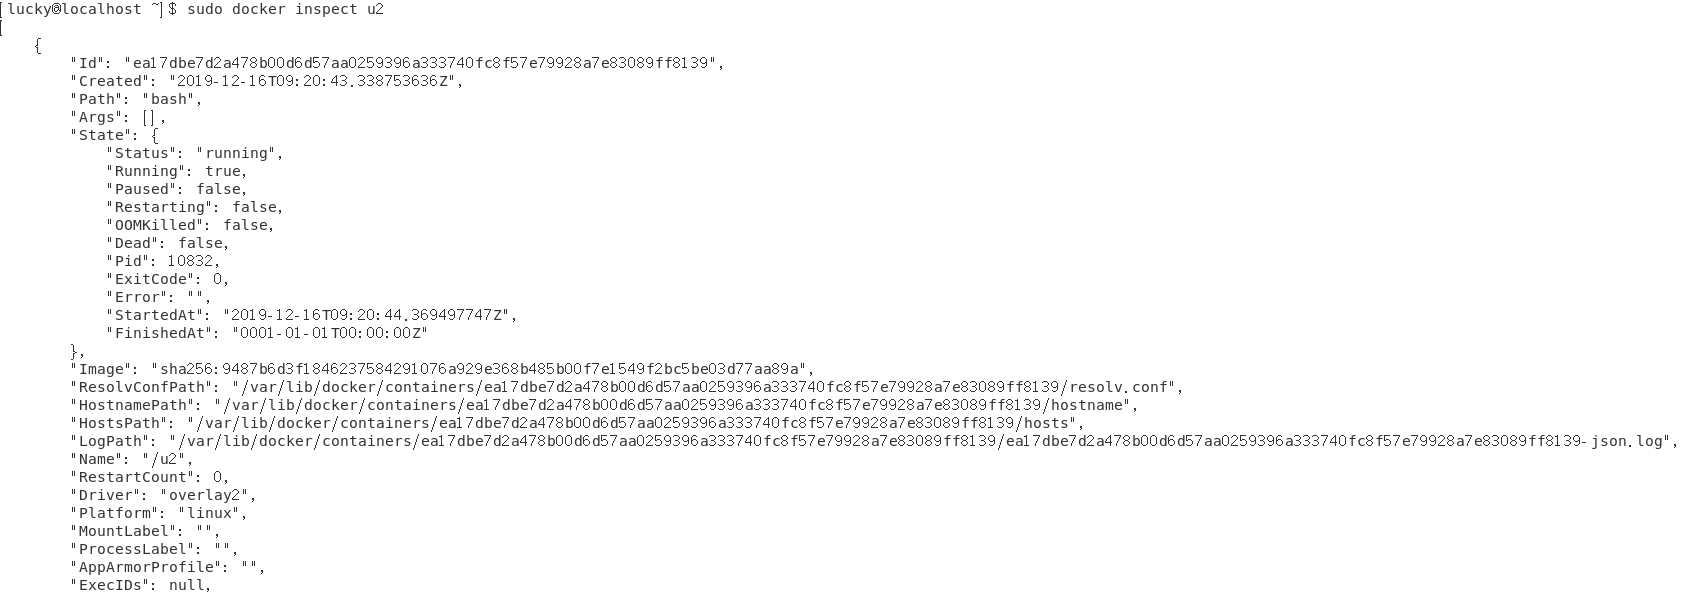 [lucky@localhost ~]$ sudo docker inspect u2
[
    {
        "Id": "ea17dbe7d2a478b00d6d57aa0259396a333740fc8f57e79928a7e83089ff8139",
        "Created": "2019-12-16T09:20:43.338753636Z",
        "Path": "bash",
        "Args": [],
        "State": {
            "Status": "running",
            "Running": true,
            "Paused": false,
            "Restarting": false,
            "OOMKilled": false,
            "Dead": false,
            "Pid": 10832,
            "ExitCode": 0,
            "Error": "",
            "StartedAt": "2019-12-16T09:20:44.369497747Z",
            "FinishedAt": "0001-01-01T00:00:00Z"
        },
        "Image": "sha256:9487b6d3f1846237584291076a929e368b485b00f7e1549f2bc5be03d77aa89a",
        "ResolvConfPath": "/var/lib/docker/containers/ea17dbe7d2a478b00d6d57aa0259396a333740fc8f57e79928a7e83089ff8139/resolv.conf",
        "HostnamePath": "/var/lib/docker/containers/ea17dbe7d2a478b00d6d57aa0259396a333740fc8f57e79928a7e83089ff8139/hostname",
        "HostsPath": "/var/lib/docker/containers/ea17dbe7d2a478b00d6d57aa0259396a333740fc8f57e79928a7e83089ff8139/hosts",
        "LogPath": "/var/lib/docker/containers/ea17dbe7d2a478b00d6d57aa0259396a333740fc8f57e79928a7e83089ff8139/ea17dbe7d2a478b00d6d57aa0259396a333740fc8f57e79928a7e83089ff8139-json.log",
        "Name": "/u2",
        "RestartCount": 0,
        "Driver": "overlay2",
        "Platform": "linux",
        "MountLabel": "",
        "ProcessLabel": "",
        "AppArmorProfile": "",
        "ExecIDs": null,